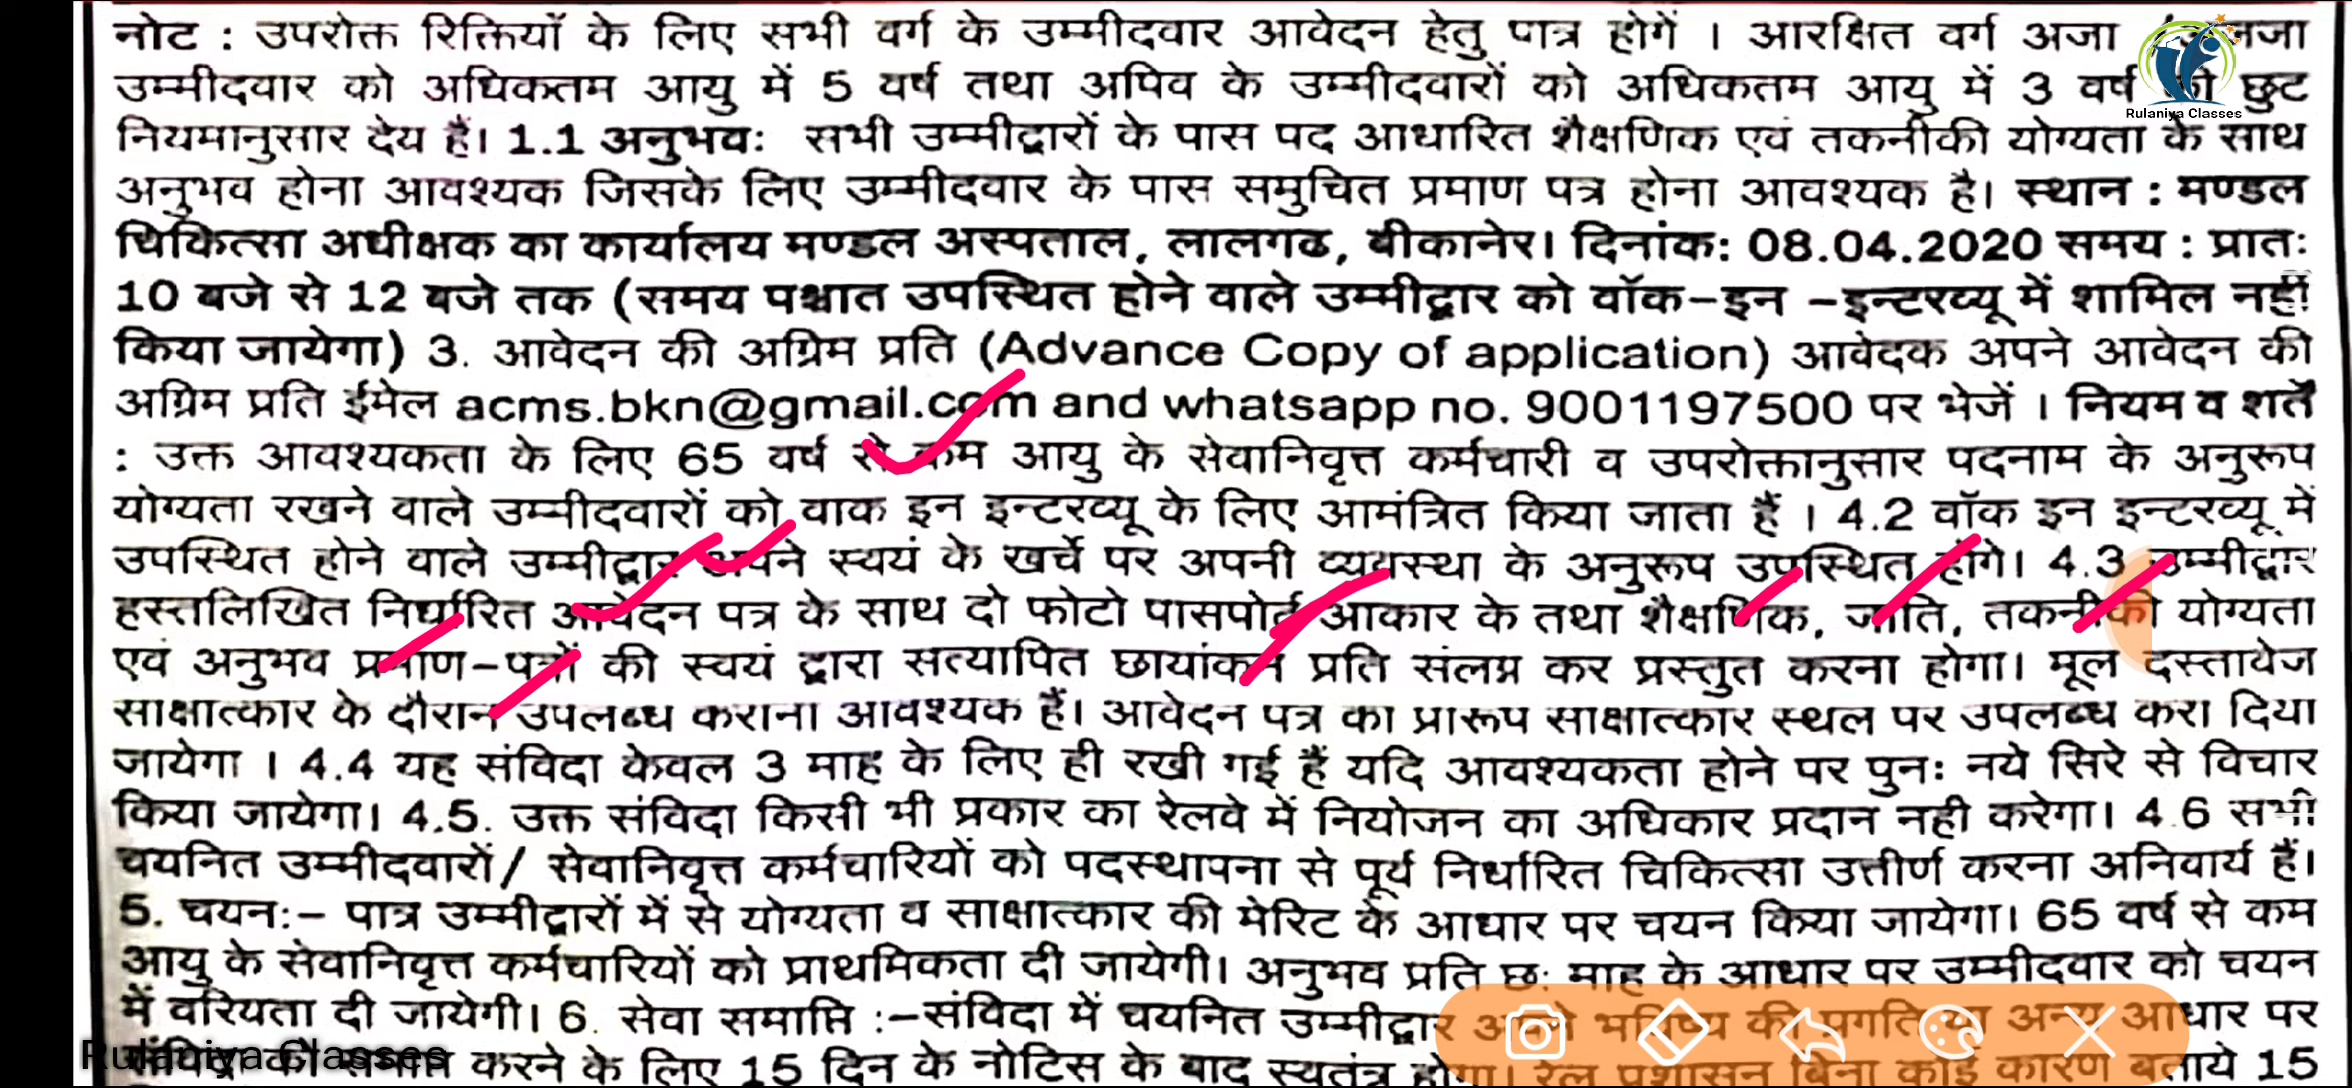 नोट : उपरोक्त रिक्तियाँ के लिए सभी वर्ग के उम्मीदवार आवेदन हेतु पात्र होगें । आरक्षित वर्ग अजा
उम्मीदवार को अधिकतम आयु में 5 वर्ष तथा अपिव के उम्मीदवारों को अधिकतम आयु में 3 वर्ष की छुट
Rulaniya Classes
नियमानुसार देय हैं। 1.1 अनुभवः सभी उम्मीद्वारों के पास पद आधारित शैक्षणिक एवं तकनीकी योग्यता के साथ
अनुभव होना आवश्यक जिसके लिए उम्मीदवार के पास समुचित प्रमाण पत्र होना आवश्यक है। स्थान : मण्डल
चिकित्सा अधीक्षक का कार्यालय मण्डल अस्पताल, लालगढ, बीकानेर। दिनांक: 08.04.2020 समय : प्रातः
10 बजे से 12 बजे तक (समय पश्चात उपस्थित होने वाले उम्मीद्वार को वॉक-इन -इन्टरव्यू में शामिल नहीं
किया जायेगा) 3. आवेदन की अग्रिम प्रति (Advance Copy of application) आवेदक अपने आवेदन की
अग्रिम प्रति ईमेल acms.bkn@gmail.com and whatsapp no. 9001197500 पर भेजें । नियम व शर्तें
: उक्त आवश्यकता के लिए 65 वर्ष से कम आयु के सेवानिवृत्त कर्मचारी व उपरोक्तानुसार पदनाम के अनुरूप
योग्यता रखने वाले उम्मीदवारों को वाक इन इन्टरव्यू के लिए आमंत्रित किया जाता हैं । 4.2 वॉक इन इन्टरव्यू में
उपस्थित होने वाले उम्मीद्वार अपने स्वयं के खर्चे पर अपनी व्यवस्था के अनुरूप उपस्थित होंगे। 4.3 उम्मीद्वार
हस्तलिखित निर्धारित आवेदन पत्र के साथ दो फोटो पासपोर्ट आकार के तथा शैक्षणिक, जाति, तकनीकी योग्यता
एवं अनुभव प्रमाण-पत्रों की स्वयं द्वारा सत्यापित छायांकन प्रति संलग्न कर प्रस्तुत करना होगा। मूल दस्तावेज
साक्षात्कार के दौरान उपलब्ध कराना आवश्यक हैं। आवेदन पत्र का प्रारूप साक्षात्कार स्थल पर उपलब्ध करा दिया
जायेगा । 4.4 यह संविदा केवल 3 माह के लिए ही रखी गई हैं यदि आवश्यकता होने पर पुनः नये सिरे से विचार
किया जायेगा। 4.5. उक्त संविदा किसी भी प्रकार का रेलवे में नियोजन का अधिकार प्रदान नही करेगा। 4.6 सभी
चयनित उम्मीदवारों/ सेवानिवृत्त कर्मचारियों को पदस्थापना से पूर्व निर्धारित चिकित्सा उत्तीर्ण करना अनिवार्य हैं।
5. चयनः- पात्र उम्मीद्वारों में से योग्यता व साक्षात्कार की मेरिट के आधार पर चयन किया जायेगा। 65 वर्ष से कम
आयु के सेवानिवृत्त कर्मचारियों को प्राथमिकता दी जायेगी। अनुभव प्रति छः माह के आधार पर उम्मीदवार को चयन
में वरियता दी जायेगी। 6. सेवा समाप्ति :-संविदा में चयनित उम्मीद्वार अपने भविष्य की प्रगति या अन्य आधार पर
Rulaniya Classes
संविदा को समाप्त करने के लिए 15 दिन के नोटिस के बाद स्वतंत्र होगा। रेल प्रशासन बिना कोई कारण बताये 15